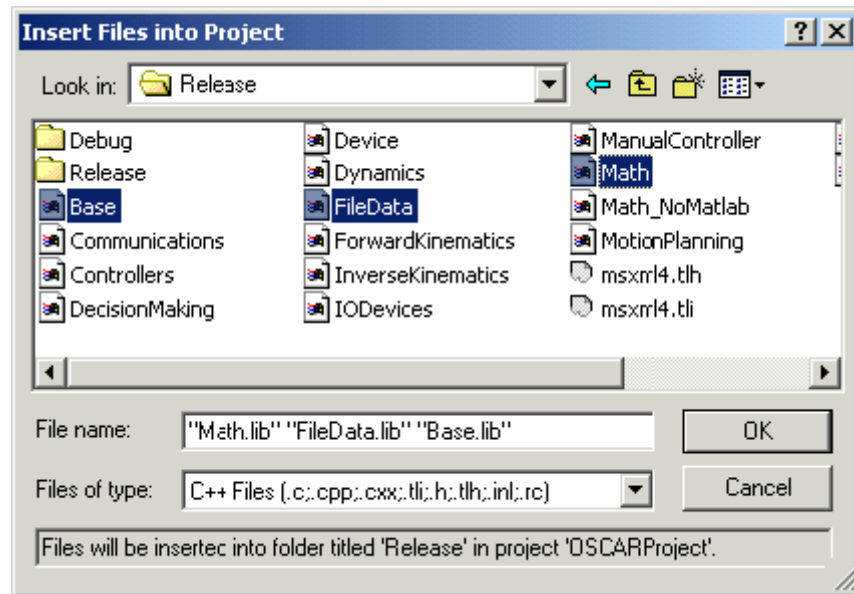 Insert Files into Project
Look in: Release
Debug
Release
Base
Communications
Controllers
DecisionMaking
Device
Dynamics
FileData
ForwardKinematics
InverseKinematics
IODevices
ManualController
Math
Math_NoMatlab
MotionPlanning
msxml4.tlh
msxml4.tli
File name: "Math.lib" "FileData.lib" "Base.lib"
OK
Files of type: C++ Files (.c;.cpp;.cxx;.tli;.h;.tlh;.inl;.rc)
Cancel
Files will be inserted into folder titled 'Release' in project 'OSCARProject'.